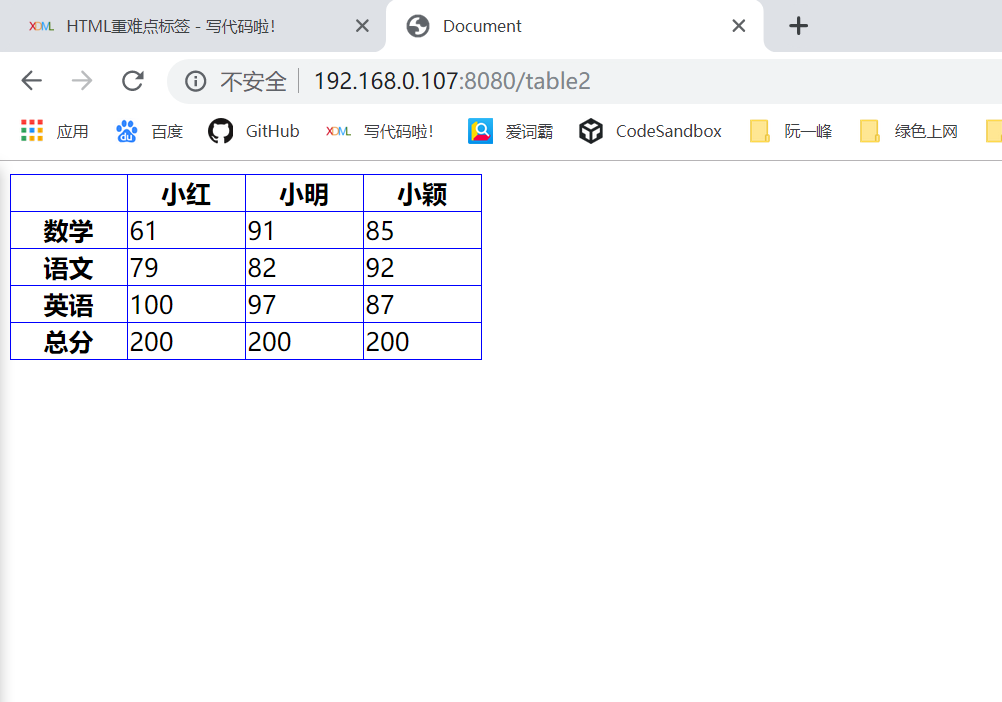 XDML HTML重难点标签 - 写代码啦! Document
不安全 192.168.0.107:8080/table2
应用 百度 GitHub XDML 写代码啦! 爱词霸 CodeSandbox 阮一峰 绿色上网
小红 小明 小颖
数学 61 91 85
语文 79 82 92
英语 100 97 87
总分 200 200 200